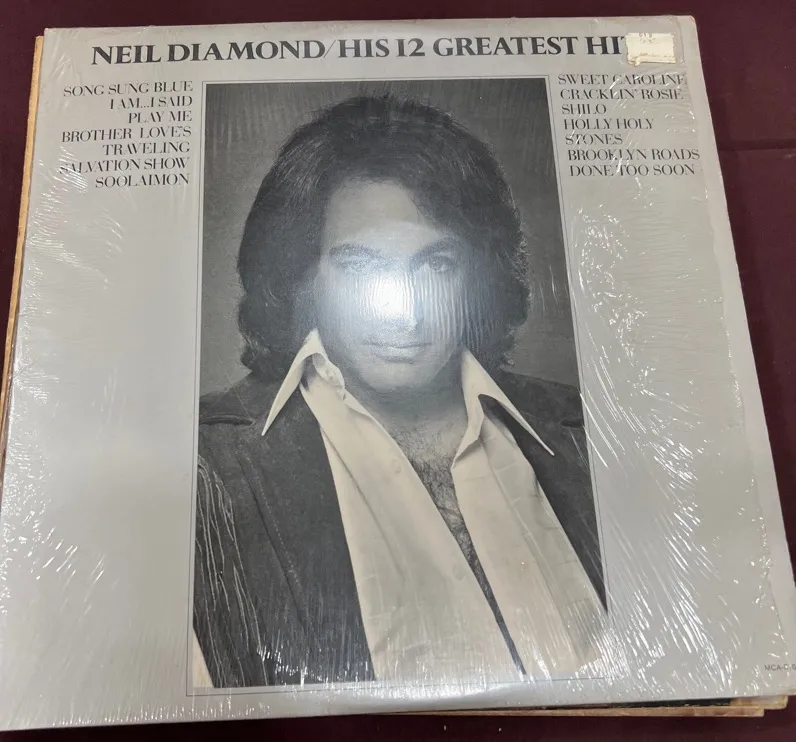 NEIL DIAMOND/HIS 12 GREATEST
SONG SUNG BLUE
I AM...I SAID
PLAY ME
BROTHER LOVE'S
TRAVELING
SALVATION SHOW
SOOLAIMON
SWEET CAROLINE
CRACKLIN' ROSIE
SHILO
HOLLY HOLY
STONES
BROOKLYN ROADS
DONE TOO SOON